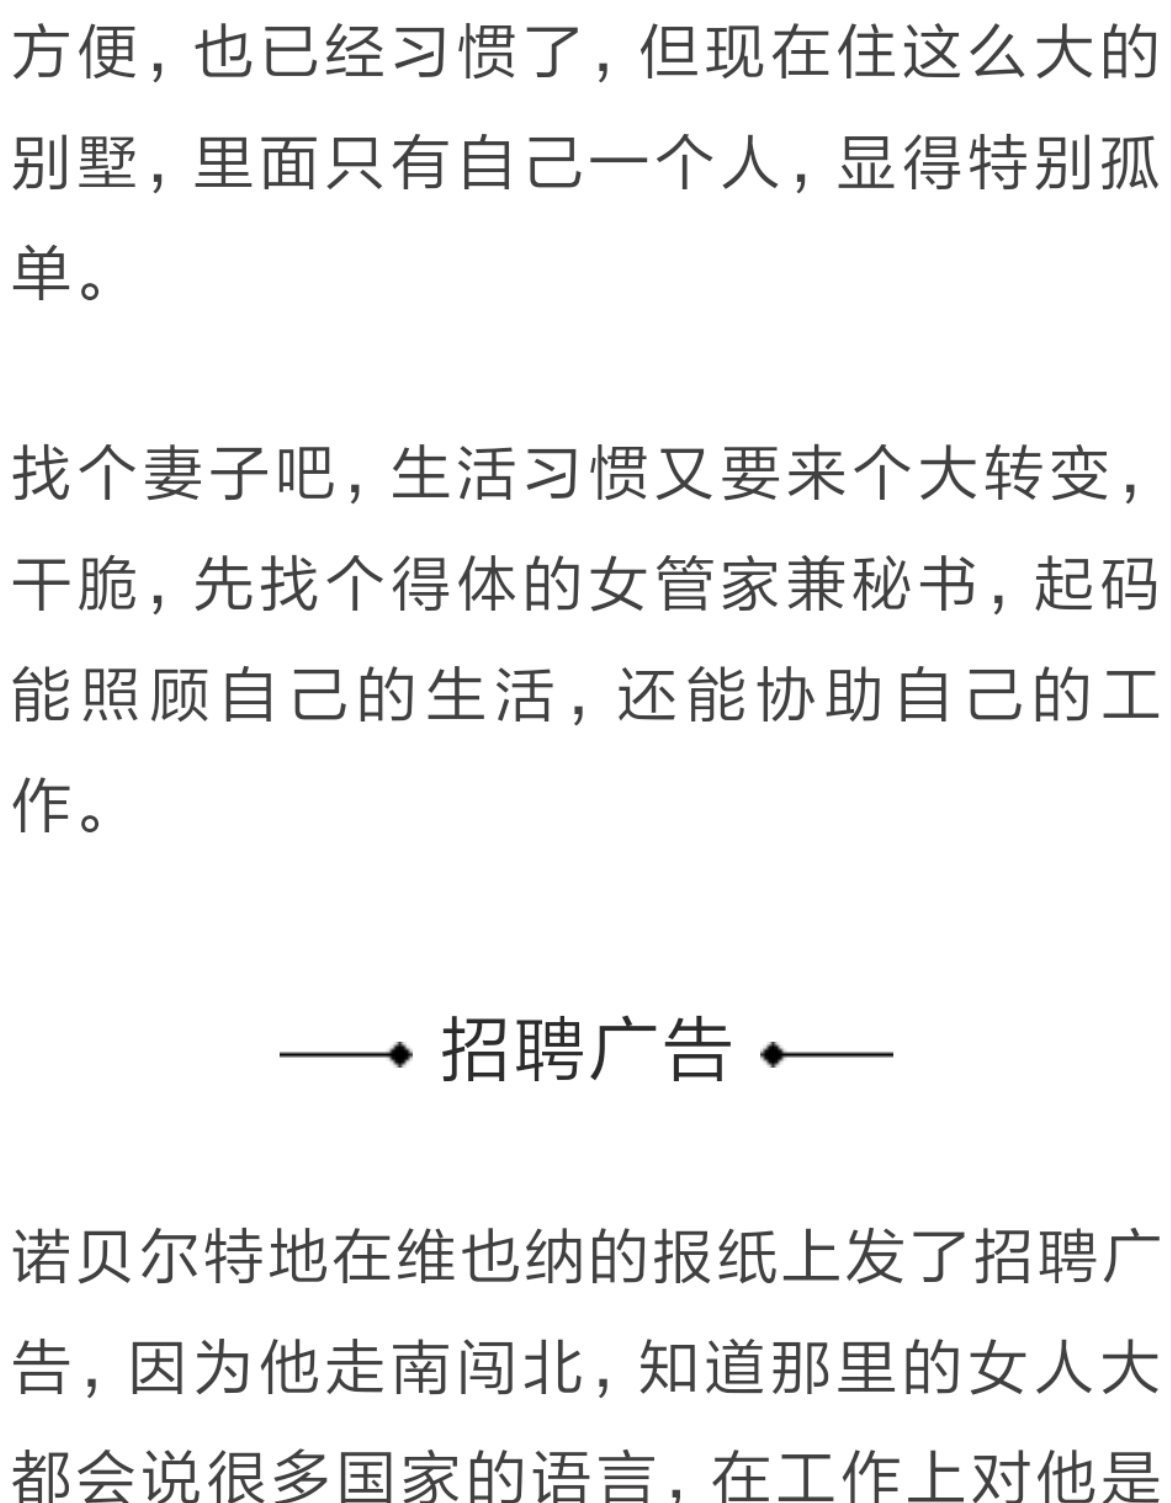 方便，也已经习惯了，但现在住这么大的
别墅，里面只有自己一个人，显得特别孤
单。
找个妻子吧，生活习惯又要来个大转变，
干脆，先找个得体的女管家兼秘书，起码
能照顾自己的生活，还能协助自己的工
作。
招聘广告
诺贝尔特地在维也纳的报纸上发了招聘广
告，因为他走南闯北，知道那里的女人大
都会说很多国家的语言，在工作上对他是